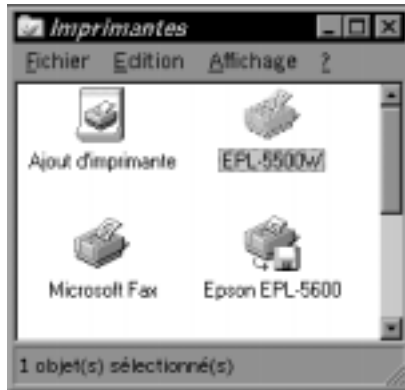 Imprimantes
Fichier Edition Affichage ?
Ajout d'imprimante EPL-5500W
Microsoft Fax Epson EPL-5600
1 objet(s) sélectionné(s)